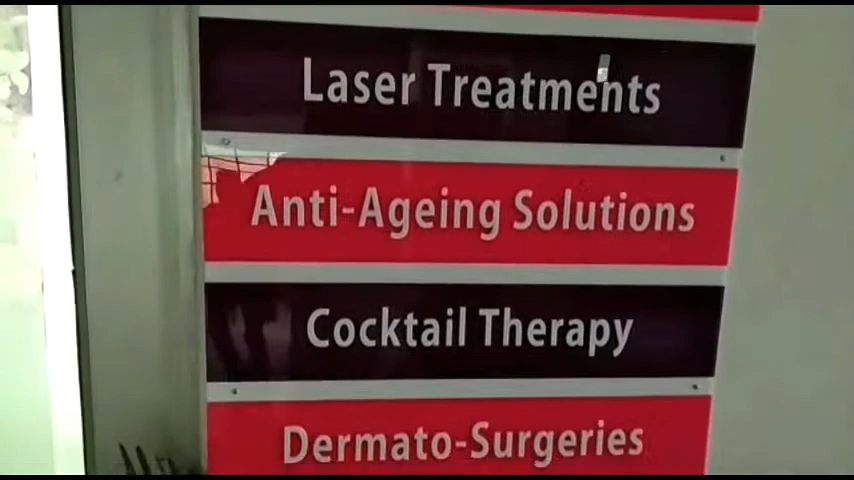 Laser Treatments
Anti-Ageing Solutions
Cocktail Therapy
Dermato-Surgeries